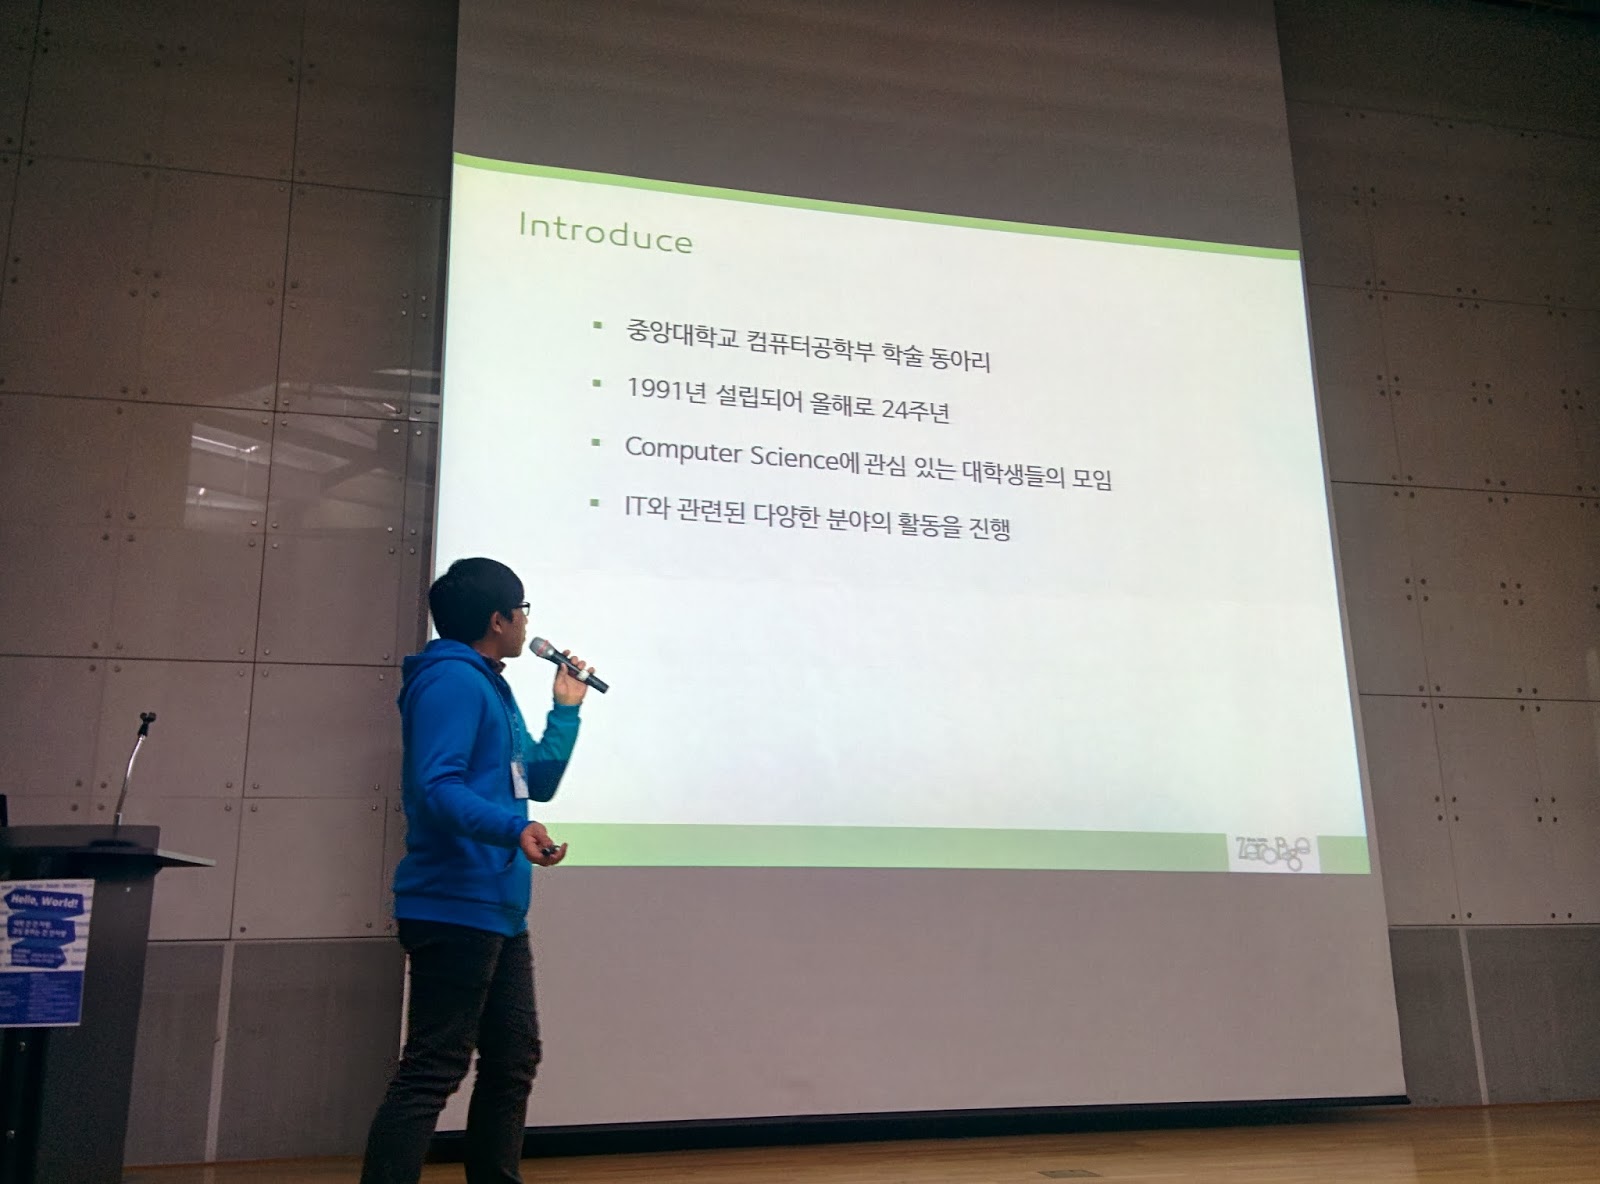 Introduce
중앙대학교 컴퓨터공학부 학술 동아리
1991년 설립되어 올해로 24주년
Computer Science에 관심 있는 대학생들의 모임
IT와 관련된 다양한 분야의 활동을 진행
ZeroPage
Hello, World!